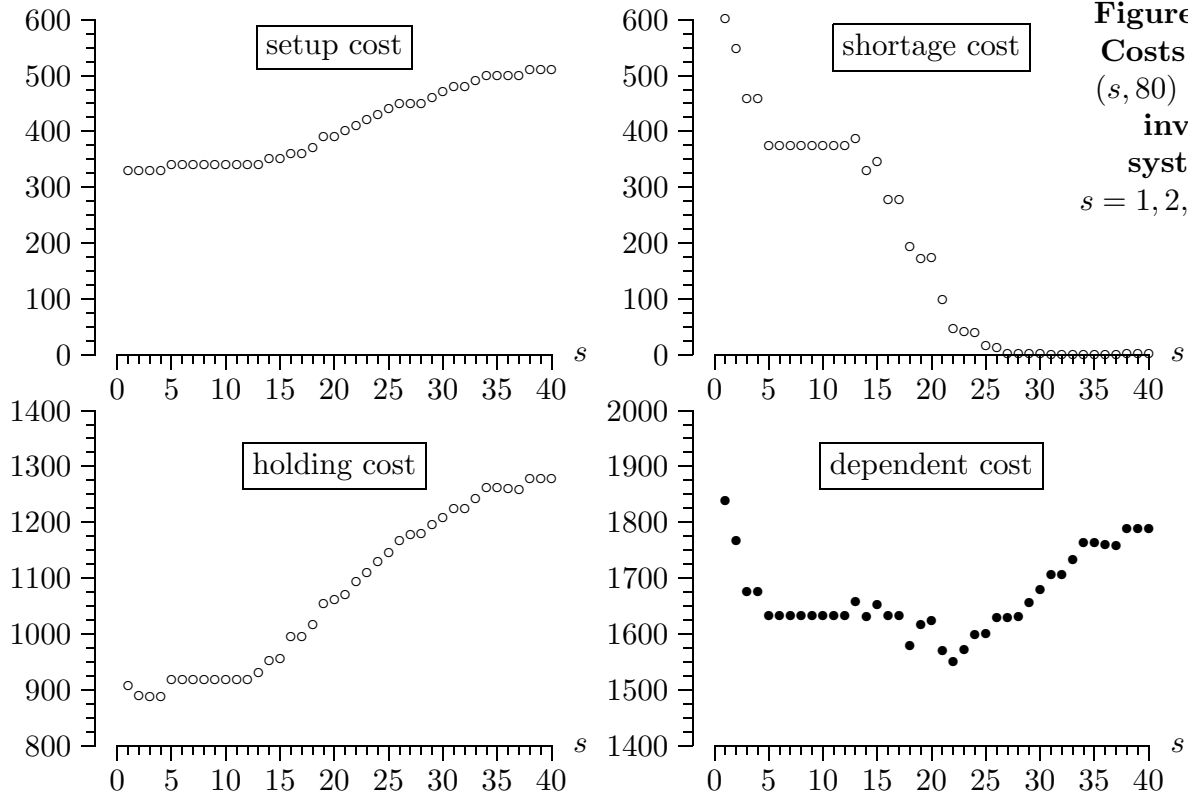 600
500
400
300
200
100
0
setup cost
0 5 10 15 20 25 30 35 40
s
600
500
400
300
200
100
0
shortage cost
0 5 10 15 20 25 30 35 40
s
Figure
Costs
(s, 80)
inv
syst
s = 1, 2,
1400
1300
1200
1100
1000
900
800
holding cost
0 5 10 15 20 25 30 35 40
s
2000
1900
1800
1700
1600
1500
1400
dependent cost
0 5 10 15 20 25 30 35 40
s